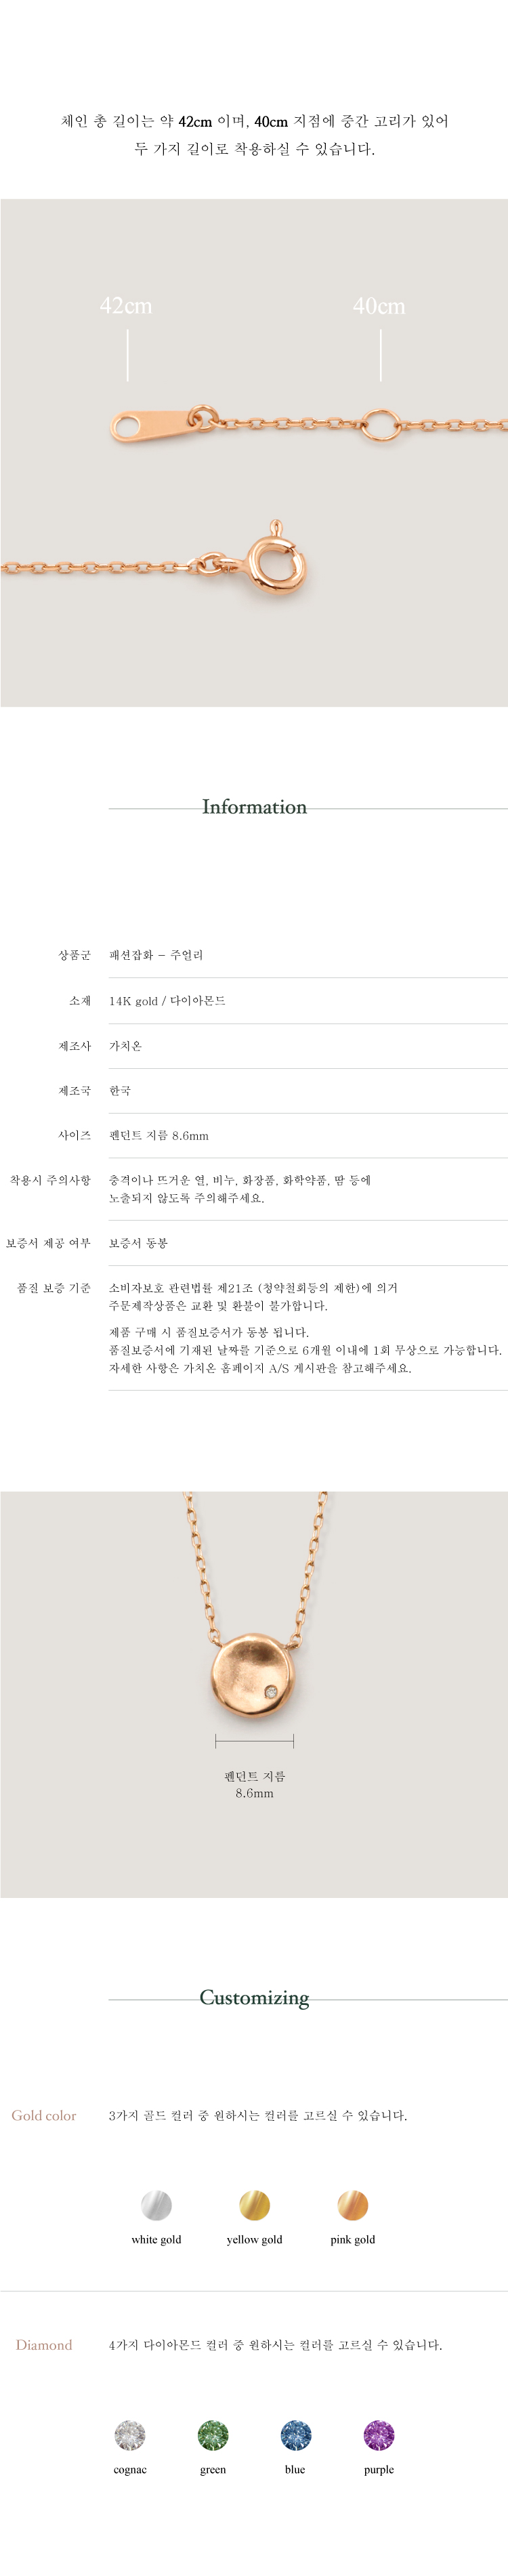 체인 총 길이는 약 42cm 이며, 40cm 지점에 중간 고리가 있어
두 가지 길이로 착용하실 수 있습니다.
42cm 40cm
Information
상품군 패션잡화 – 주얼리
소재 14K gold / 다이아몬드
제조사 가치온
제조국 한국
사이즈 펜던트 지름 8.6mm
착용시 주의사항 충격이나 뜨거운 열, 비누, 화장품, 화학약품, 땀 등에
노출되지 않도록 주의해주세요.
보증서 제공 여부 보증서 동봉
품질 보증 기준 소비자보호 관련법률 제21조 (청약철회등의 제한)에 의거
주문제작상품은 교환 및 환불이 불가합니다.
제품 구매 시 품질보증서가 동봉 됩니다.
품질보증서에 기재된 날짜를 기준으로 6개월 이내에 1회 무상으로 가능합니다.
자세한 사항은 가치온 홈페이지 A/S 게시판을 참고해주세요.
펜던트 지름
8.6mm
Customizing
Gold color 3가지 골드 컬러 중 원하시는 컬러를 고르실 수 있습니다.
white gold yellow gold pink gold
Diamond 4가지 다이아몬드 컬러 중 원하시는 컬러를 고르실 수 있습니다.
cognac green blue purple